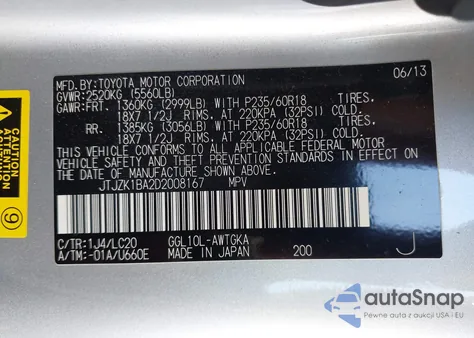 MFD.BY:TOYOTA MOTOR CORPORATION 06/13
GVWR:2520KG (5560LB)
GAWR:FRT. 1360KG (2999LB) WITH P235/60R18 TIRES,
18X7 1/2J RIMS, AT 220KPA (32PSI) COLD
RR. 1385KG (3056LB) WITH P235/60R18 TIRES,
18X7 1/2J RIMS, AT 220KPA (32PSI) COLD
THIS VEHICLE CONFORMS TO ALL APPLICABLE FEDERAL MOTOR
VEHICLE SAFETY AND THEFT PREVENTION STANDARDS IN EFFECT ON
THE DATE OF MANUFACTURE SHOWN ABOVE.
JTJZK1BA2D2008167 MPV
C/TR:1J4/LC20 GGL10L-AWTGKA
A/TM:-01A/U660E MADE IN JAPAN 200 J
CAUTION
ATTENTION
9
autoSnap
Pewne auta z aukcji USA i EU